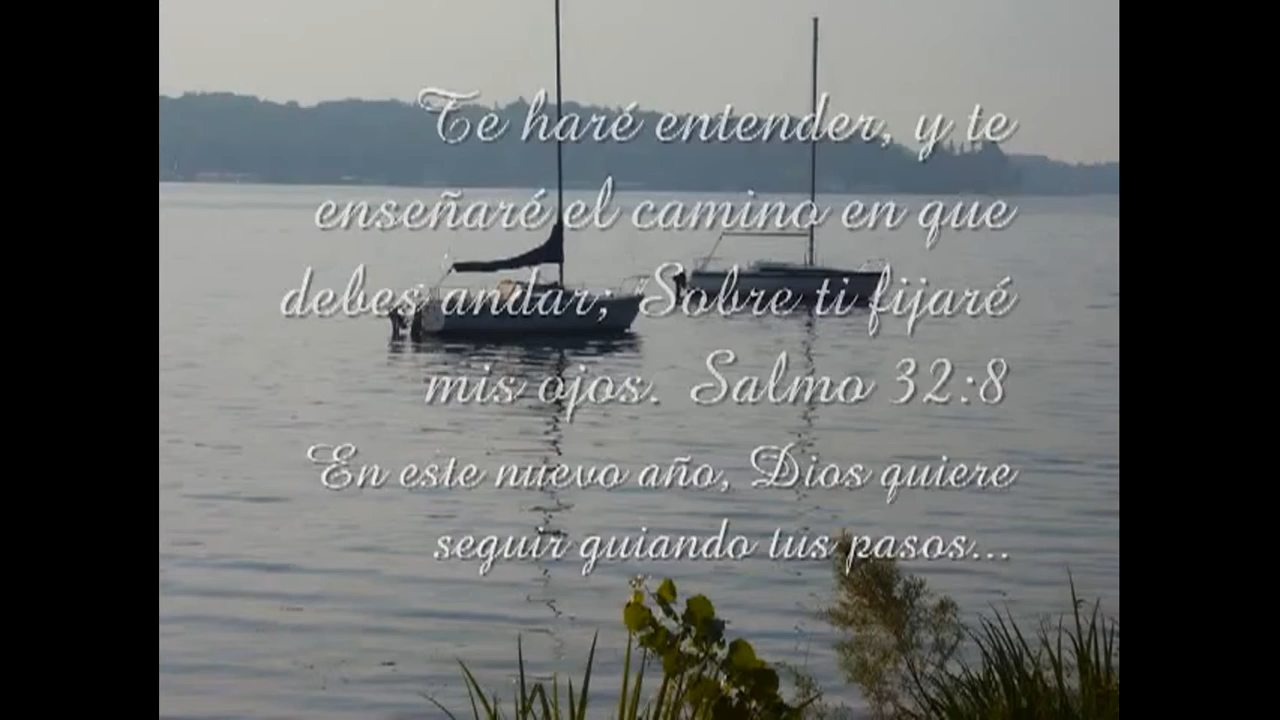 Te haré entender, y te
enseñaré el camino en que
debes andar; Sobre ti fijaré
mis ojos. Salmo 32:8
En este nuevo año, Dios quiere
seguir guiando tus pasos...